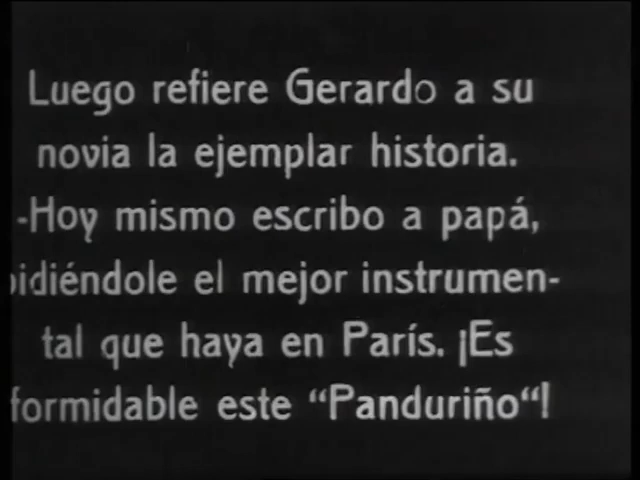 Luego refiere Gerardo a su
novia la ejemplar historia.
-Hoy mismo escribo a papá,
pidiéndole el mejor instrumen-
tal que haya en París. ¡Es
formidable este “Panduriño“!